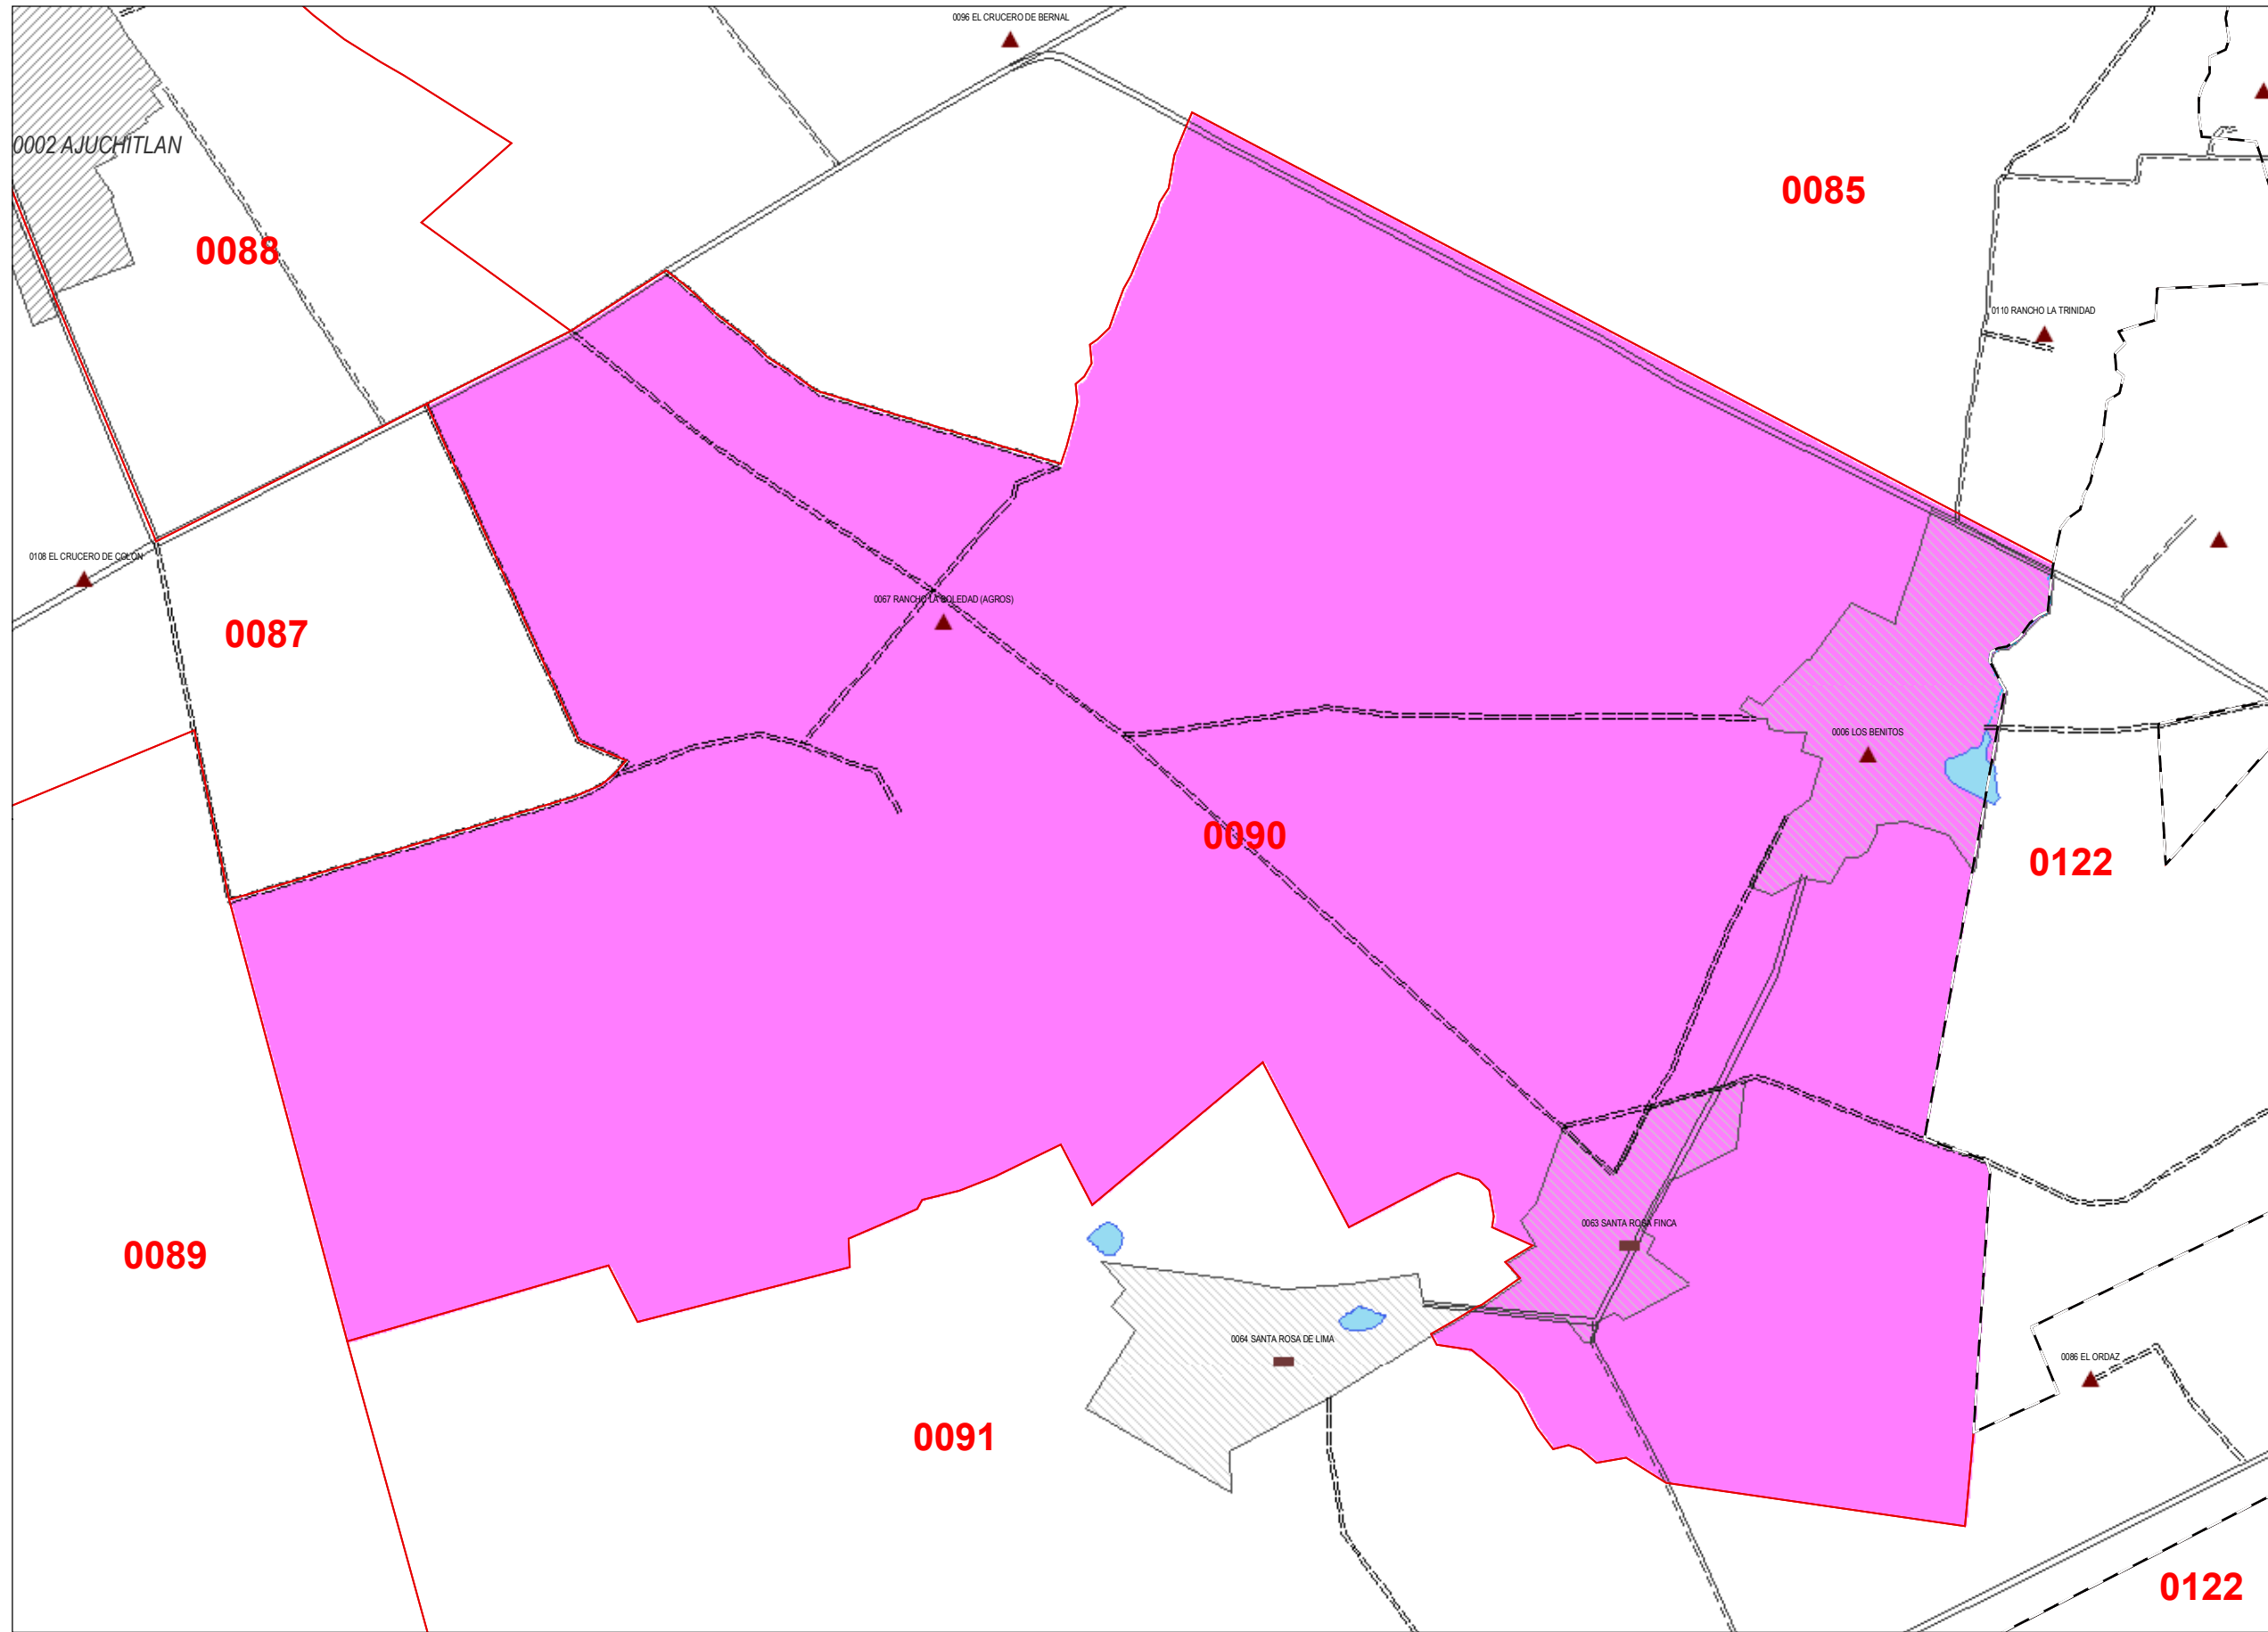 0096 EL CRUCERO DE BERNAL
0002 AJUCHITLAN
0085
0088
0110 RANCHO LA TRINIDAD
0108 EL CRUCERO DE COLON
0067 RANCHO LA SOLEDAD (AGROS)
0087
0006 LOS BENITOS
0090
0122
0063 SANTA ROSA FINCA
0089
0064 SANTA ROSA DE LIMA
0086 EL ORDAZ
0091
0122